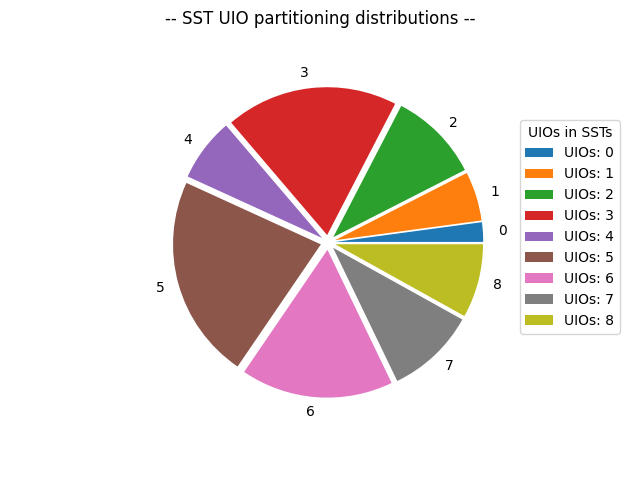 -- SST UIO partitioning distributions --
3
2
4
1
0
5
8
7
6
UIOs in SSTs
UIOs: 0
UIOs: 1
UIOs: 2
UIOs: 3
UIOs: 4
UIOs: 5
UIOs: 6
UIOs: 7
UIOs: 8